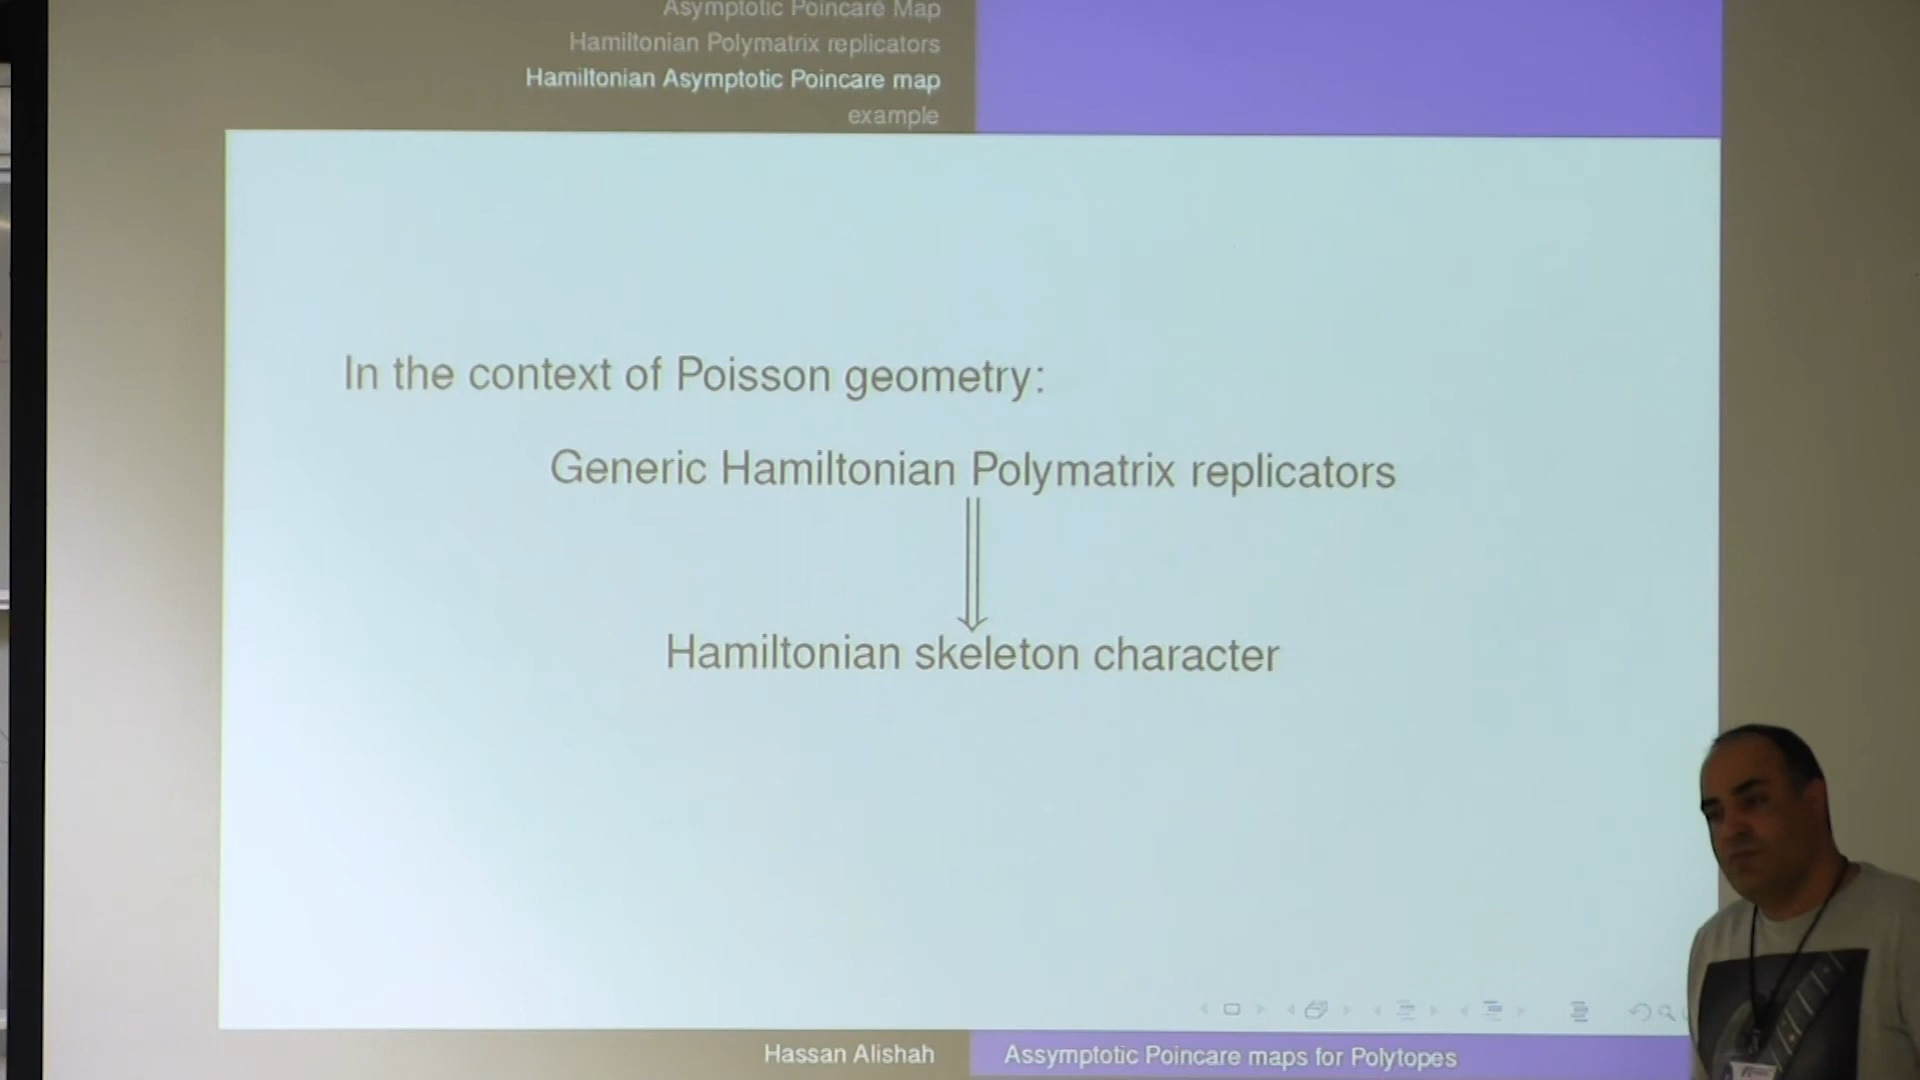 Asymptotic Poincaré Map
Hamiltonian Polymatrix replicators
Hamiltonian Asymptotic Poincare map
example
In the context of Poisson geometry:
Generic Hamiltonian Polymatrix replicators
Hamiltonian skeleton character
Hassan Alishah
Assymptotic Poincare maps for Polytopes